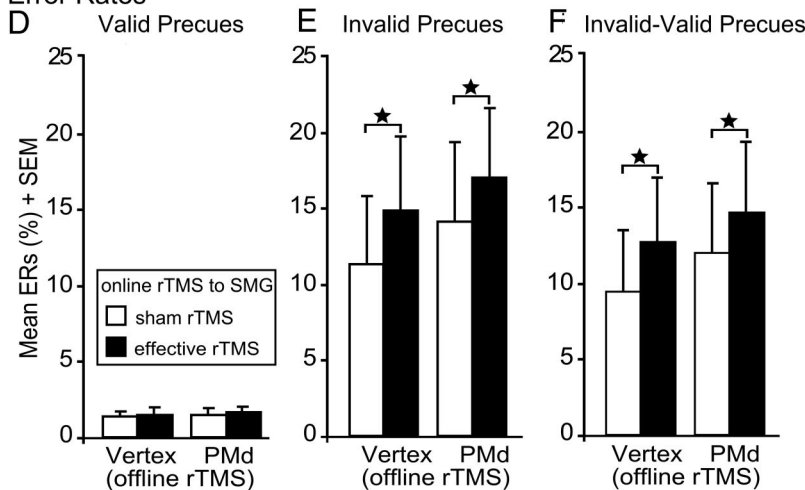 Error Rates
D Valid Precues
25
20
15
10
5
0
Mean ERs (%) + SEM
online rTMS to SMG
sham rTMS
effective rTMS
Vertex PMd
(offline rTMS)
E Invalid Precues
25
20
15
10
5
0
Vertex PMd
(offline rTMS)
F Invalid-Valid Precues
25
20
15
10
5
0
Vertex PMd
(offline rTMS)